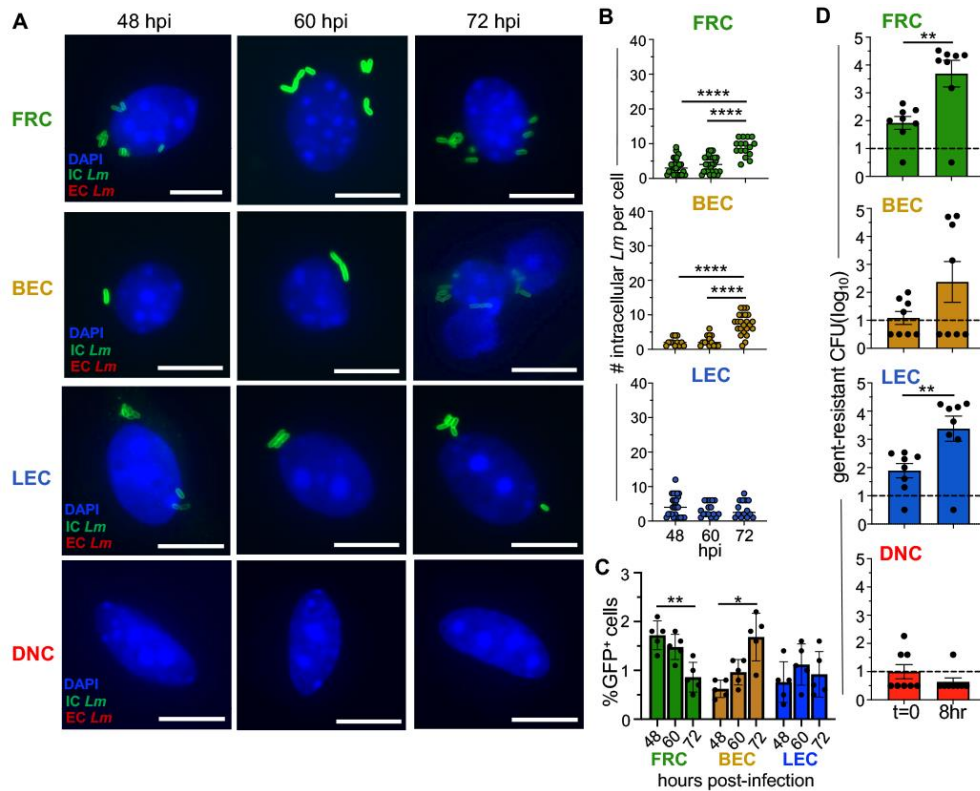 A
48 hpi
60 hpi
72 hpi
FRC
DAPI
IC Lm
EC Lm
BEC
DAPI
IC Lm
EC Lm
LEC
DAPI
IC Lm
EC Lm
DNC
DAPI
IC Lm
EC Lm
B
# intracellular Lm per cell
FRC
40
30
20
10
0
****
****
BEC
40
30
20
10
0
****
****
LEC
40
30
20
10
0
48 60 72
hpi
C
%GFP+ cells
3
2
1
0
** *
48 60 72 48 60 72 48 60 72
FRC BEC LEC
hours post-infection
D
gent-resistant CFU(log10)
FRC
5
4
3
2
1
0
**
BEC
5
4
3
2
1
0
LEC
5
4
3
2
1
0
**
DNC
5
4
3
2
1
0
t=0 8hr